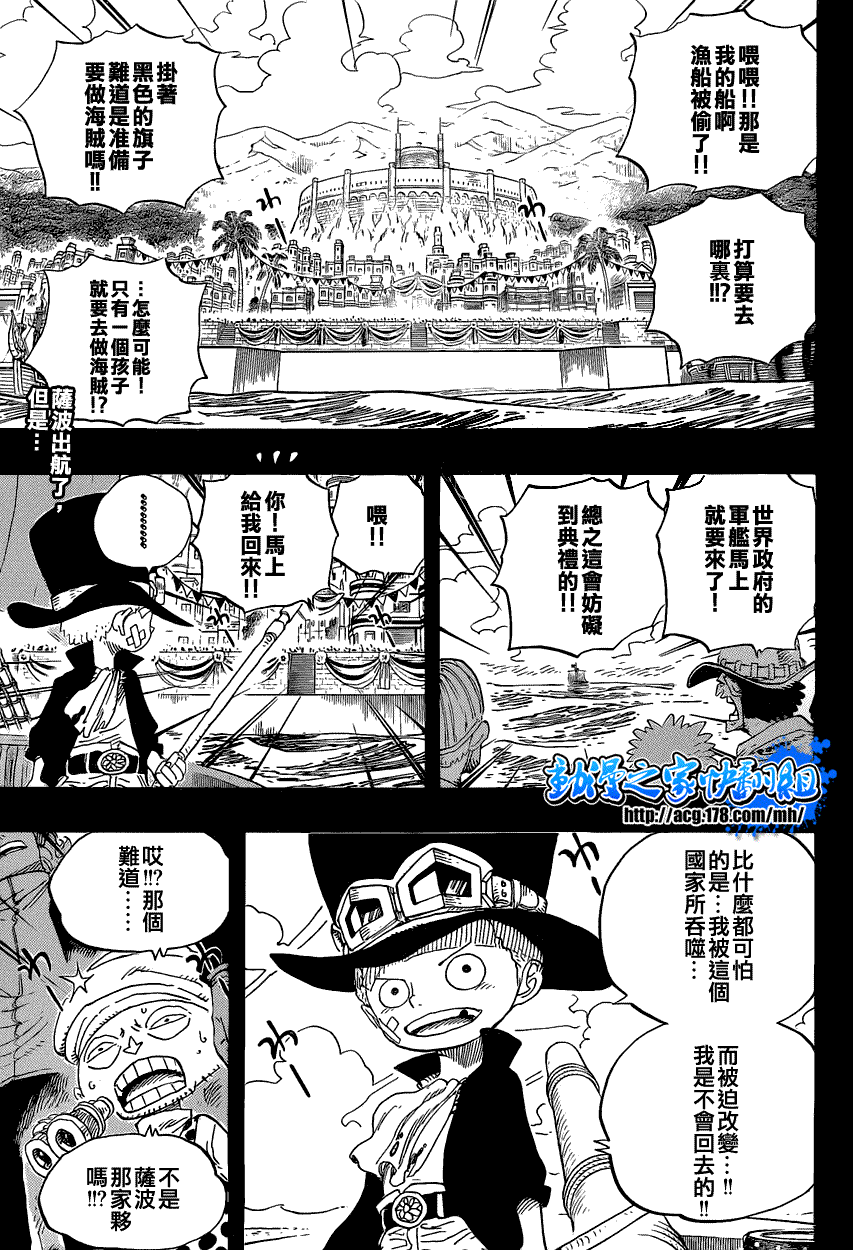 喂喂!!那是
我的船啊
漁船被偷了!!
打算要去
哪裏!!?
掛著
黑色的旗子
難道是准備
要做海賊嗎!!
…怎麼可能!
只有一個孩子
就要去做海賊!?
薩波出航了，
但是…
世界政府的
軍艦馬上
就要來了!
總之這會妨礙
到典禮的!!
喂!!
你!馬上
給我回來!!
動漫之家汉化組
http://acg.178.com/mh/
比什麼都可怕
的是…我被這個
國家所吞噬…
而被迫改變…!!
我是不會回去的!!
哎!!?那個
難道……
不是
薩波
那家夥
嗎!!?